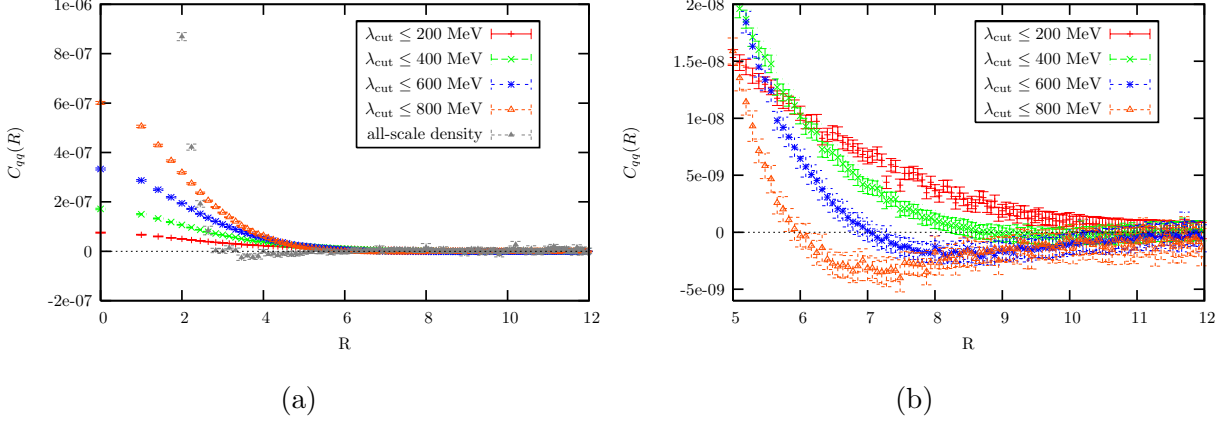 1e-06
8e-07
6e-07
4e-07
2e-07
0
-2e-07
C_qq(R)
0 2 4 6 8 10 12
R
λ_cut ≤ 200 MeV
λ_cut ≤ 400 MeV
λ_cut ≤ 600 MeV
λ_cut ≤ 800 MeV
all-scale density
(a)
2e-08
1.5e-08
1e-08
5e-09
0
-5e-09
C_qq(R)
5 6 7 8 9 10 11 12
R
λ_cut ≤ 200 MeV
λ_cut ≤ 400 MeV
λ_cut ≤ 600 MeV
λ_cut ≤ 800 MeV
(b)